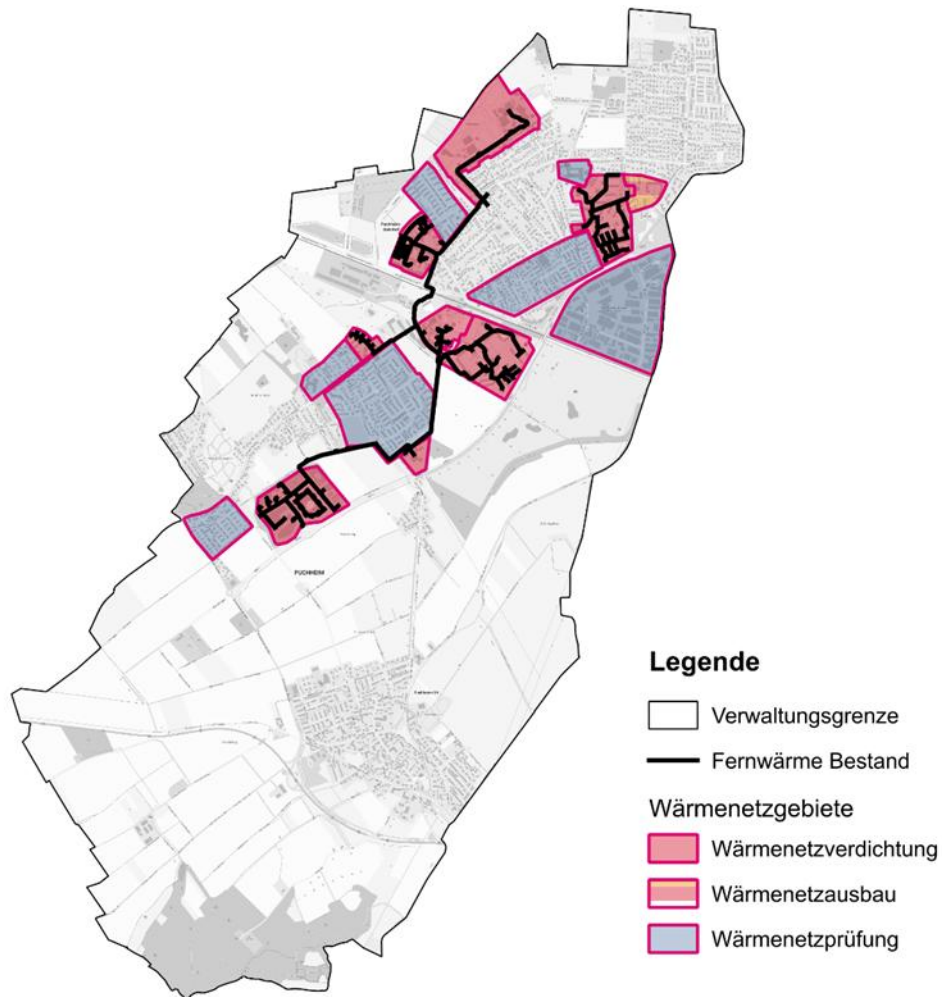 PUCHHEIM
Legende
Verwaltungsgrenze
Fernwärme Bestand
Wärmenetzgebiete
Wärmenetzverdichtung
Wärmenetzausbau
Wärmenetzprüfung